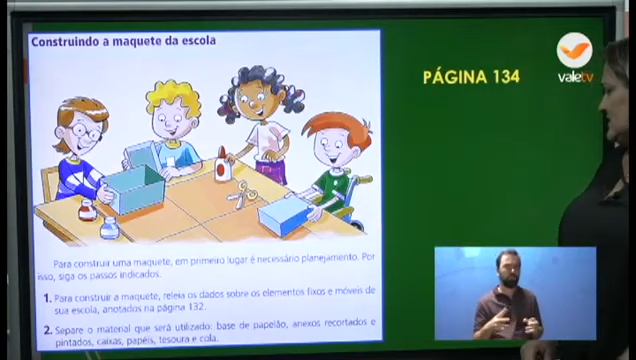 Construindo a maquete da escola
PÁGINA 134
valetv
Para construir uma maquete, em primeiro lugar é necessário planejamento. Por
isso, siga os passos indicados.
1. Para construir a maquete, releia os dados sobre os elementos fixos e móveis de
sua escola, anotados na página 132.
2. Separe o material que será utilizado: base de papelão, anexos recortados e
pintados, caixas, papéis, tesoura e cola.